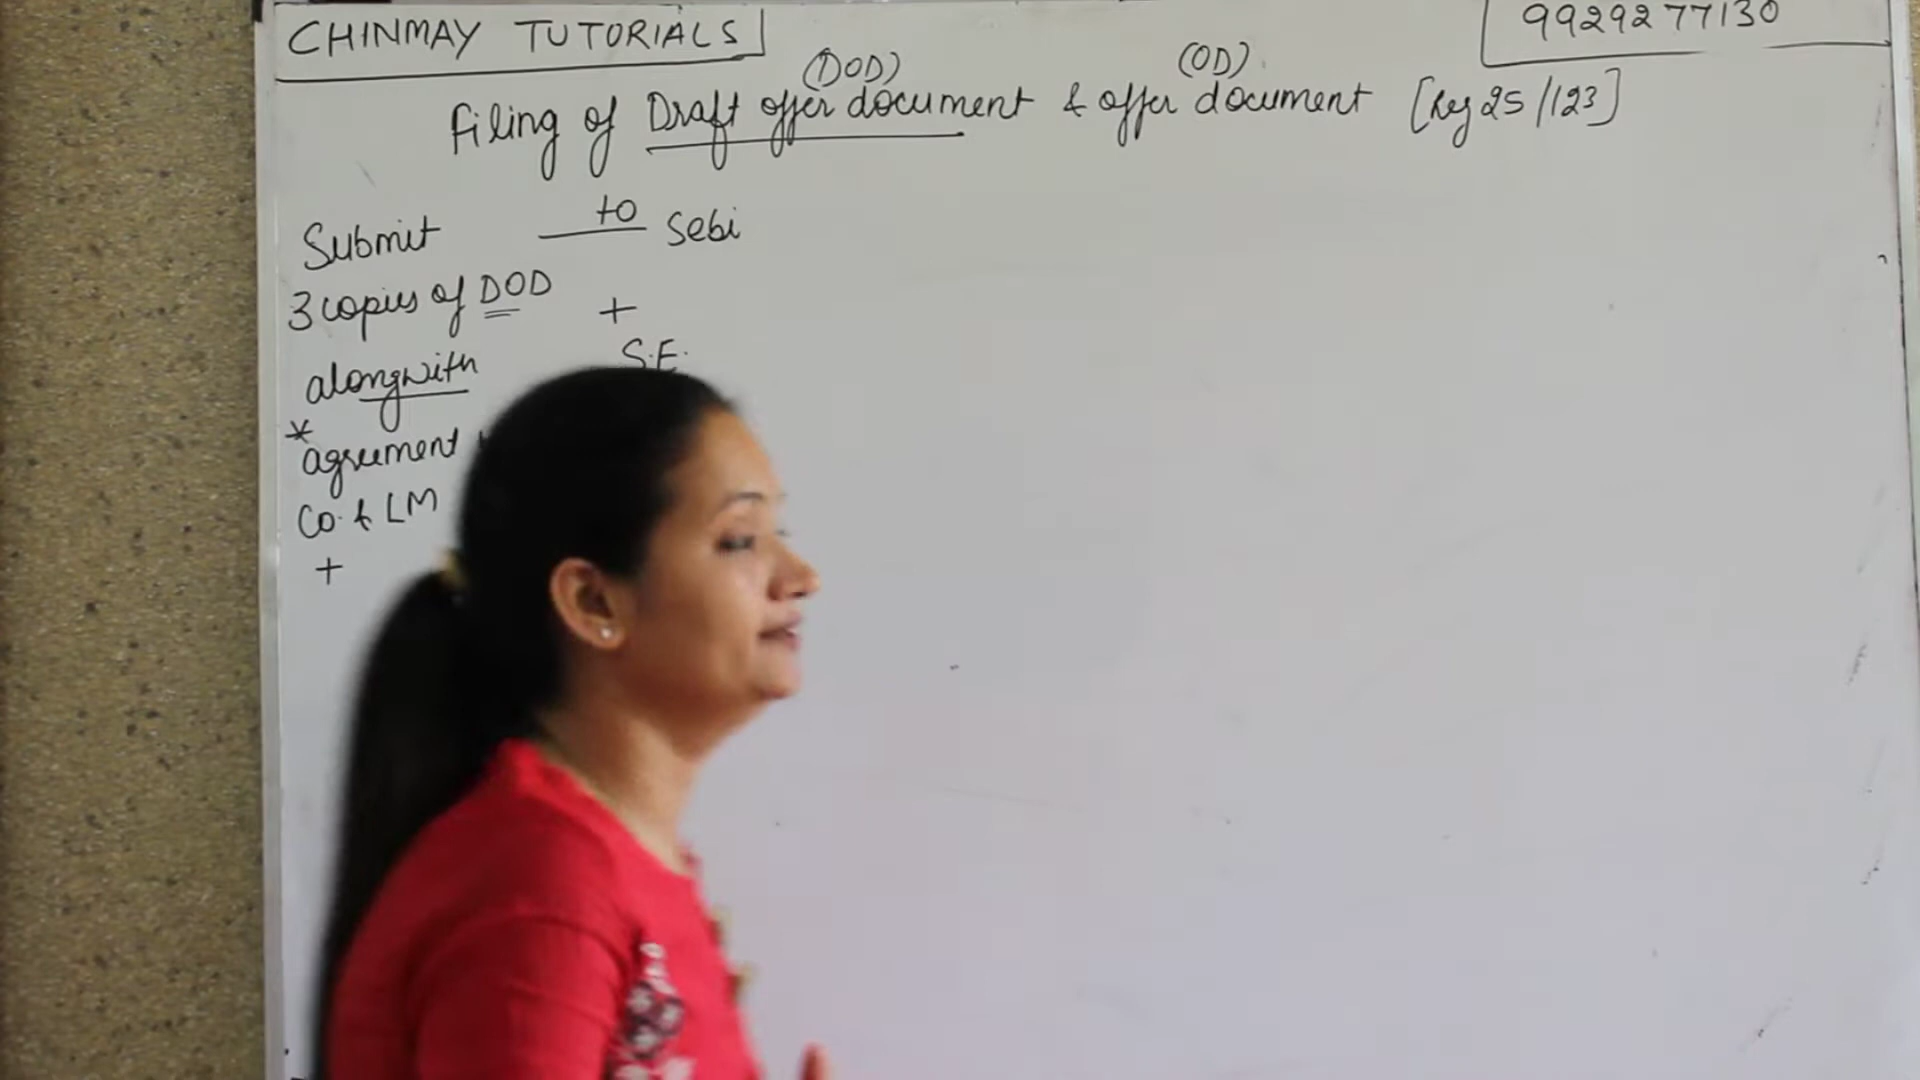 CHINMAY TUTORIALS
9929277130
(DOD) (OD)
Filing of Draft offer document & offer document [Reg 25/123]
Submit to Sebi
3 copies of DOD +
alongwith S.E.
* agreement
Co. & LM
+